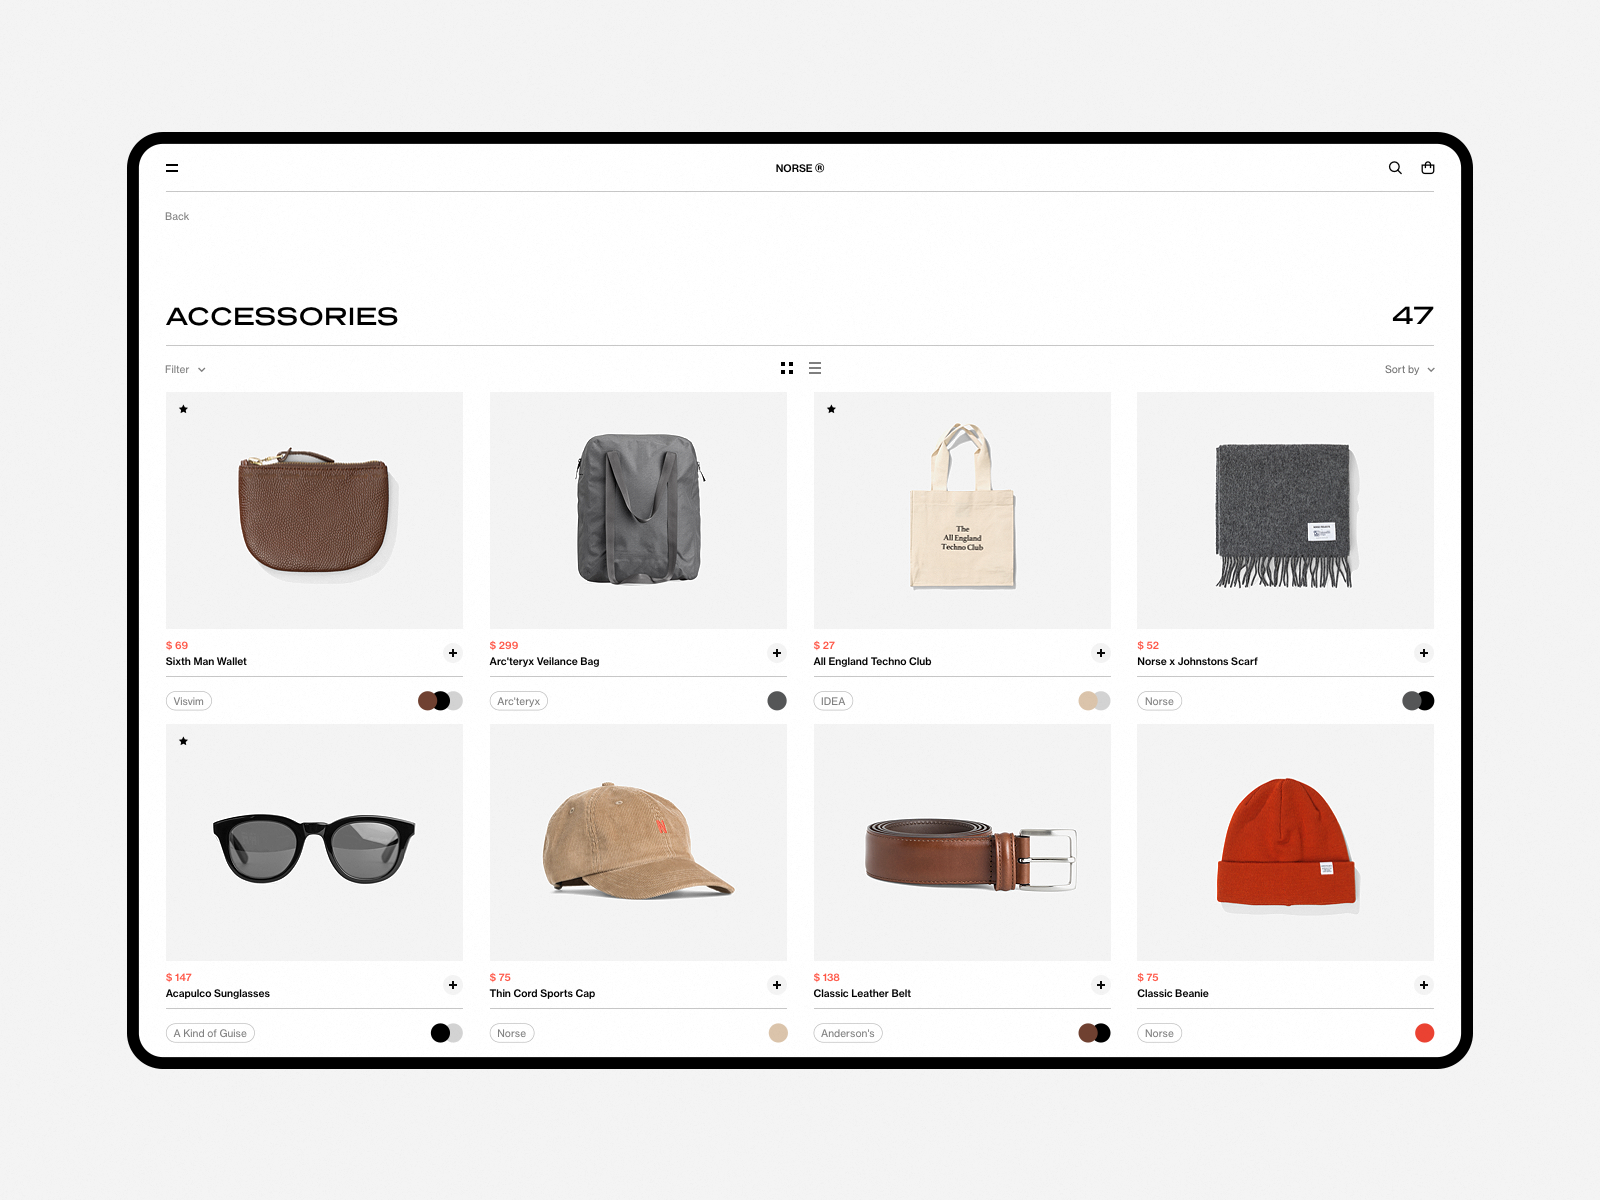 NORSE ®
Back
ACCESSORIES
47
Filter
Sort by
The
All England
Techno Club
$ 69
Sixth Man Wallet
Visvim
$ 299
Arc'teryx Veilance Bag
Arc'teryx
$ 27
All England Techno Club
IDEA
$ 52
Norse x Johnstons Scarf
Norse
$ 147
Acapulco Sunglasses
A Kind of Guise
$ 75
Thin Cord Sports Cap
Norse
$ 138
Classic Leather Belt
Anderson's
$ 75
Classic Beanie
Norse